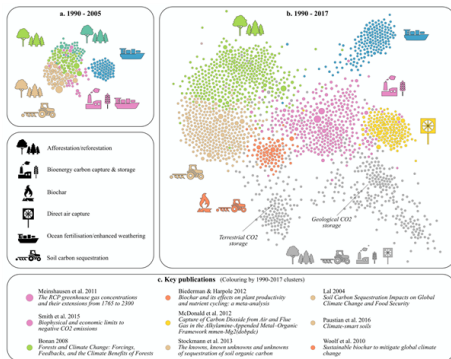 a. 1990 - 2005
b. 1990 - 2017
Afforestation/reforestation
Bioenergy carbon capture & storage
Biochar
Direct air capture
Ocean fertilisation/enhanced weathering
Soil carbon sequestration
Terrestrial CO2
storage
Geological CO2
storage
c. Key publications (Colouring by 1990-2017 clusters)
Meinshausen et al. 2011
The RCP greenhouse gas concentrations
and their extensions from 1765 to 2300
Smith et al. 2015
Biophysical and economic limits to
negative CO2 emissions
Bonan 2008
Forests and Climate Change: Forcings,
Feedbacks, and the Climate Benefits of Forests
Biederman & Harpole 2012
Biochar and its effects on plant productivity
and nutrient cycling: a meta-analysis
McDonald et al. 2012
Capture of Carbon Dioxide from Air and Flue
Gas in the Alkylamine-Appended Metal-Organic
Framework mmen-Mg2(dobpdc)
Stockmann et al. 2013
The knowns, known unknowns and unknowns
of sequestration of soil organic carbon
Lal 2004
Soil Carbon Sequestration Impacts on Global
Climate Change and Food Security
Paustian et al. 2016
Climate-smart soils
Woolf et al. 2010
Sustainable biochar to mitigate global climate
change